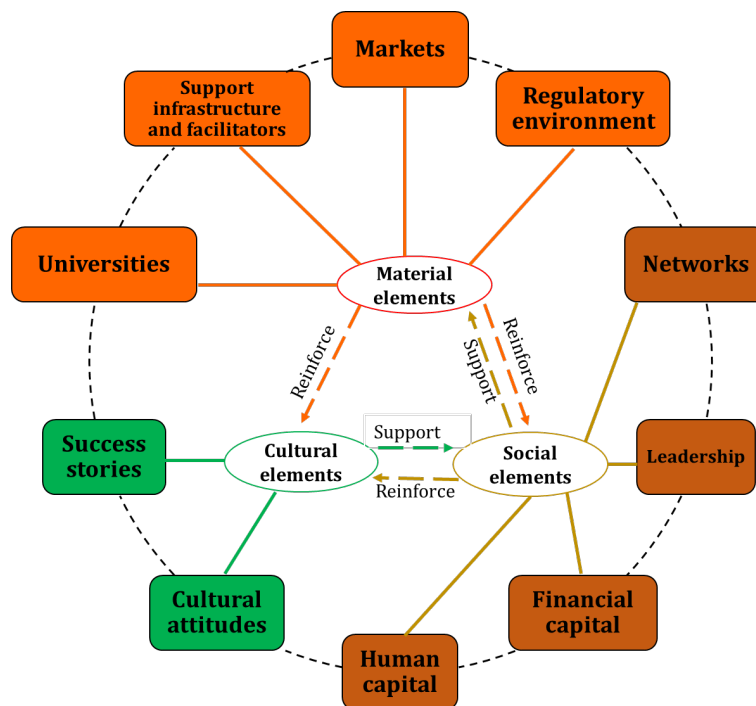 Markets
Support
infrastructure
and facilitators
Regulatory
environment
Universities
Networks
Material
elements
Reinforce
Support
Reinforce
Success
stories
Cultural
elements
Support
Reinforce
Social
elements
Leadership
Cultural
attitudes
Financial
capital
Human
capital